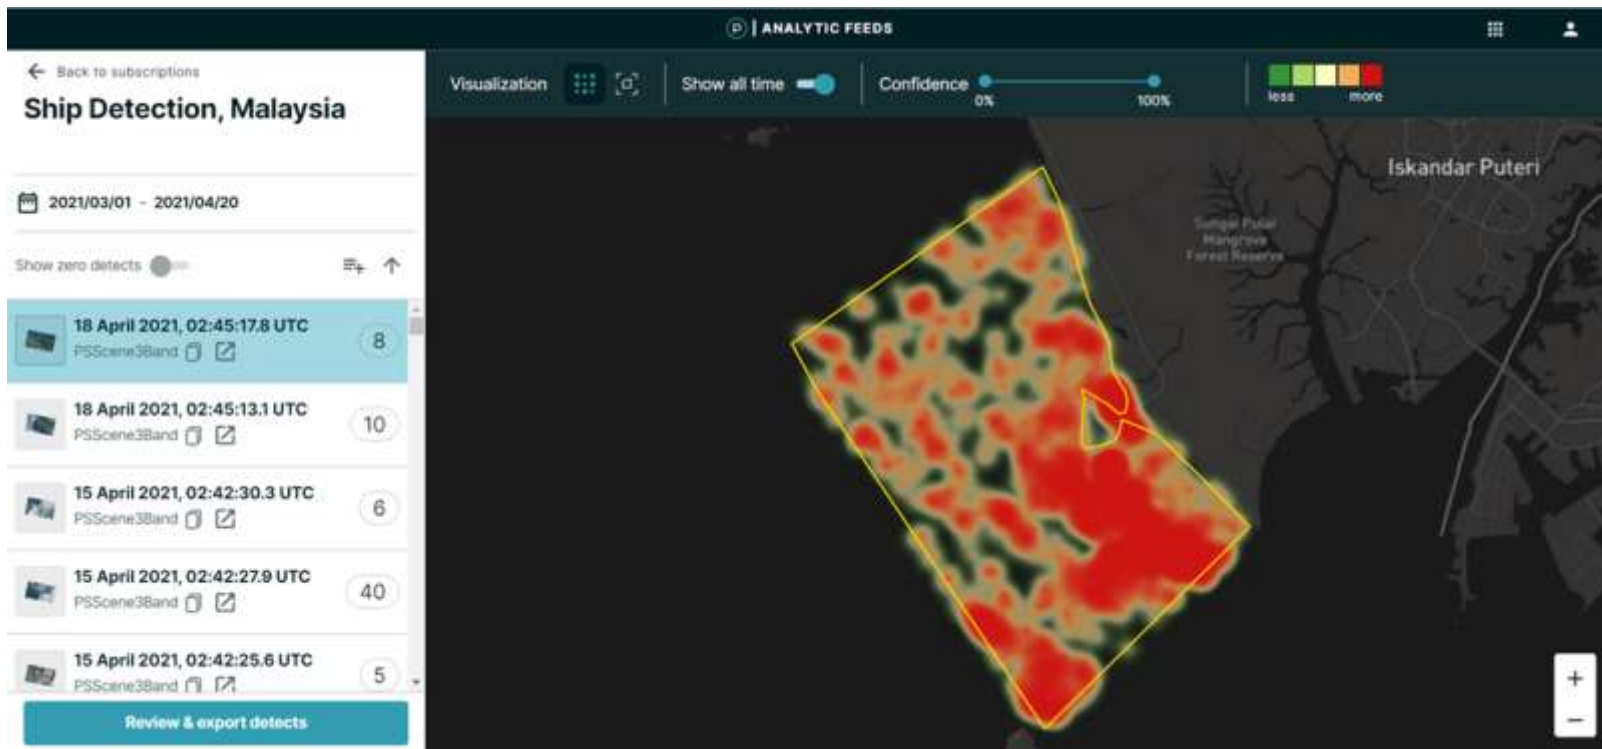 P | ANALYTIC FEEDS
Back to subscriptions
Ship Detection, Malaysia
2021/03/01 - 2021/04/20
Show zero detects
18 April 2021, 02:45:17.8 UTC
PSScene3Band
8
18 April 2021, 02:45:13.1 UTC
PSScene3Band
10
15 April 2021, 02:42:30.3 UTC
PSScene3Band
6
15 April 2021, 02:42:27.9 UTC
PSScene3Band
40
15 April 2021, 02:42:25.6 UTC
PSScene3Band
5
Review & export detects
Visualization
Show all time
Confidence
0%
100%
less
more
Iskandar Puteri
Sungai Pulai
Mangrove
Forest Reserve
+
−